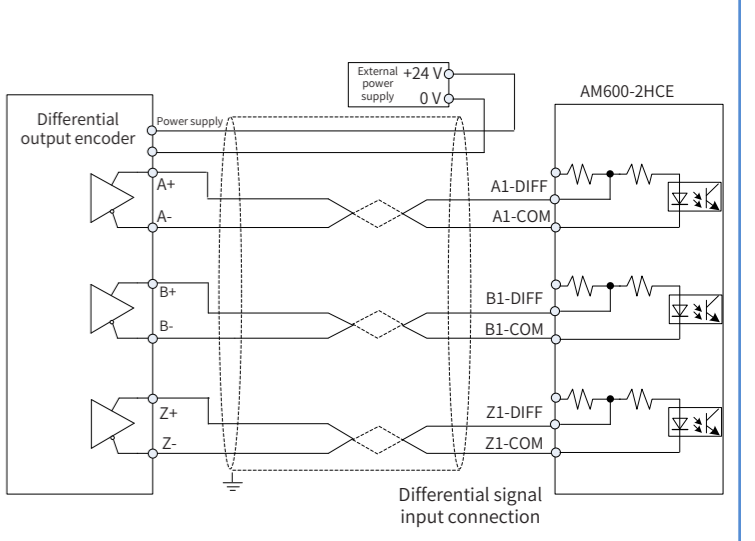 External
power
supply
+24 V
0 V
AM600-2HCE
Differential
output encoder
Power supply
A+
A-
A1-DIFF
A1-COM
B+
B-
B1-DIFF
B1-COM
Z+
Z-
Z1-DIFF
Z1-COM
Differential signal
input connection